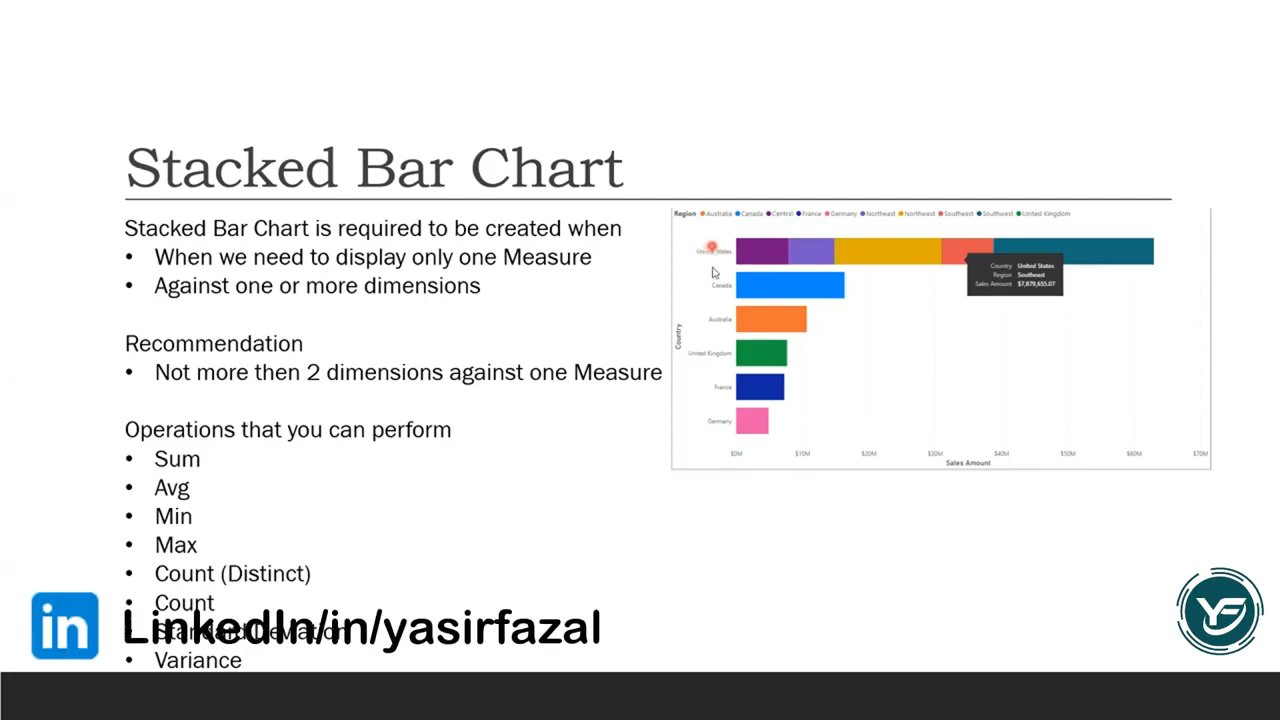 Stacked Bar Chart
Stacked Bar Chart is required to be created when
• When we need to display only one Measure
• Against one or more dimensions
Recommendation
• Not more then 2 dimensions against one Measure
Operations that you can perform
• Sum
• Avg
• Min
• Max
• Count (Distinct)
• Count
• Standard Deviation
• Variance
Region Australia Canada Central France Germany Northeast Northwest Southeast Southwest United Kingdom
United States
Canada
Australia
United Kingdom
France
Germany
Country
Country United States
Region Southeast
Sales Amount $7,879,655.07
$0M $10M $20M $30M $40M $50M $60M $70M
Sales Amount
in LinkedIn/in/yasirfazal
YF